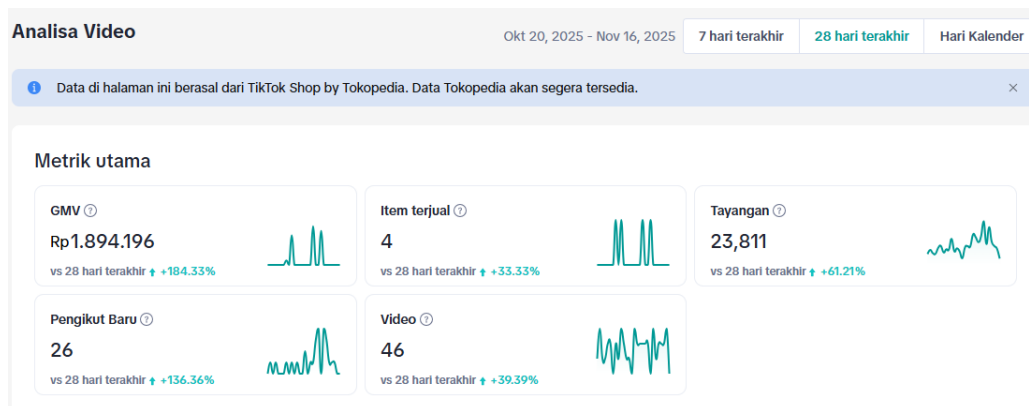 Analisa Video
Okt 20, 2025 - Nov 16, 2025
7 hari terakhir
28 hari terakhir
Hari Kalender
Data di halaman ini berasal dari TikTok Shop by Tokopedia. Data Tokopedia akan segera tersedia.
Metrik utama
GMV
Rp1.894.196
vs 28 hari terakhir +184.33%
Item terjual
4
vs 28 hari terakhir +33.33%
Tayangan
23,811
vs 28 hari terakhir +61.21%
Pengikut Baru
26
vs 28 hari terakhir +136.36%
Video
46
vs 28 hari terakhir +39.39%